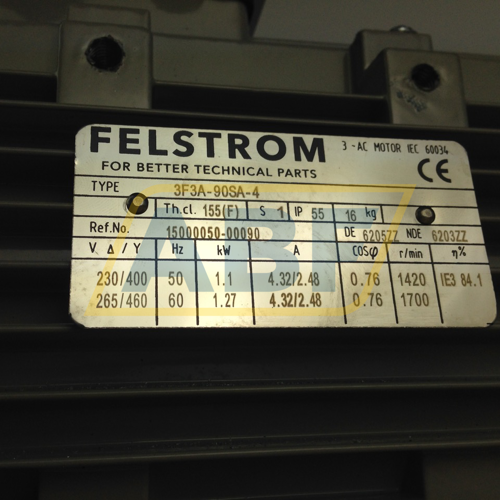 FELSTROM 3 ~AC MOTOR IEC 60034
FOR BETTER TECHNICAL PARTS CE
TYPE 3F3A-90SA-4
Th.cl. 155(F) S 1 IP 55 16 kg
Ref.No. 15000050-00090 DE 6205ZZ NDE 6203ZZ
V Δ / Y Hz kW A COSφ r/min η%
230/400 50 1.1 4.32/2.48 0.76 1420 IE3 84.1
265/460 60 1.27 4.32/2.48 0.76 1700
ABI